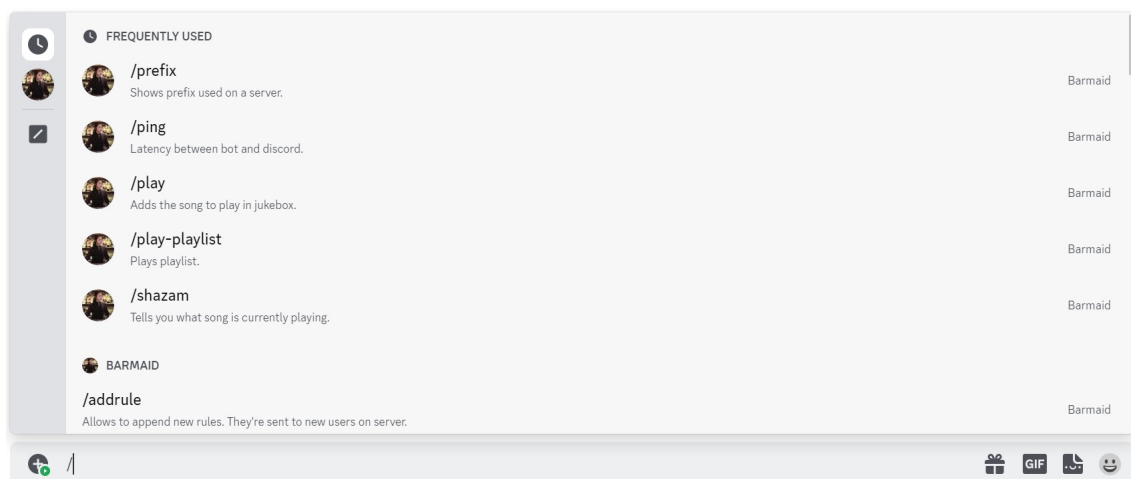 FREQUENTLY USED
/prefix
Shows prefix used on a server.
Barmaid
/ping
Latency between bot and discord.
Barmaid
/play
Adds the song to play in jukebox.
Barmaid
/play-playlist
Plays playlist.
Barmaid
/shazam
Tells you what song is currently playing.
Barmaid
BARMAID
/addrule
Allows to append new rules. They're sent to new users on server.
Barmaid
/
GIF